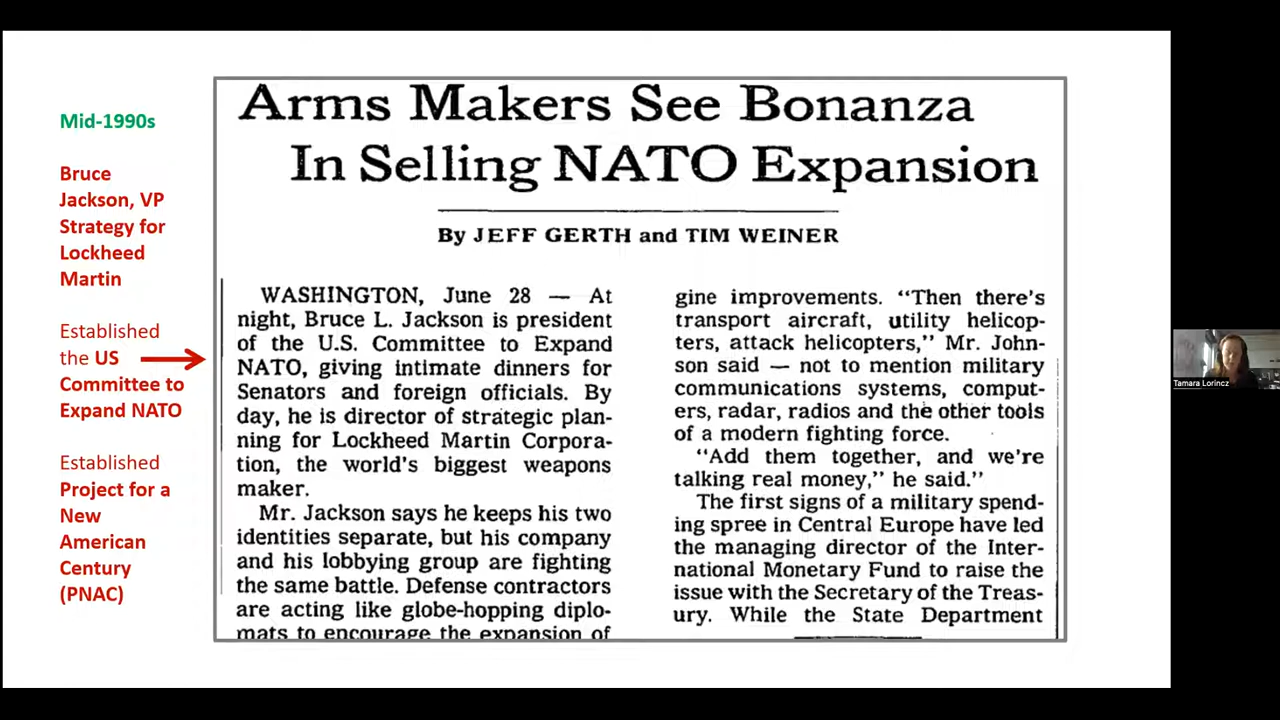 Mid-1990s
Bruce
Jackson, VP
Strategy for
Lockheed
Martin
Established
the US
Committee to
Expand NATO
Established
Project for a
New
American
Century
(PNAC)
Arms Makers See Bonanza
In Selling NATO Expansion
By JEFF GERTH and TIM WEINER
WASHINGTON, June 28 — At
night, Bruce L. Jackson is president
of the U.S. Committee to Expand
NATO, giving intimate dinners for
Senators and foreign officials. By
day, he is director of strategic plan-
ning for Lockheed Martin Corpora-
tion, the world's biggest weapons
maker.
Mr. Jackson says he keeps his two
identities separate, but his company
and his lobbying group are fighting
the same battle. Defense contractors
are acting like globe-hopping diplo-
mats to encourage the expansion of
gine improvements. "Then there's
transport aircraft, utility helicop-
ters, attack helicopters," Mr. John-
son said — not to mention military
communications systems, comput-
ers, radar, radios and the other tools
of a modern fighting force.
"Add them together, and we're
talking real money," he said."
The first signs of a military spend-
ing spree in Central Europe have led
the managing director of the Inter-
national Monetary Fund to raise the
issue with the Secretary of the Treas-
ury. While the State Department
Tamara Lorincz